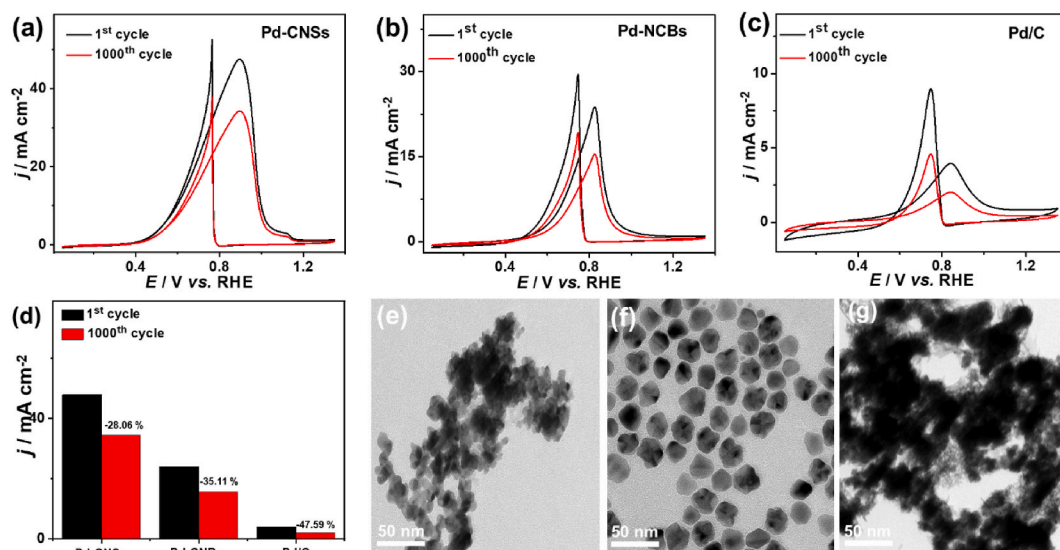 (a)
1st cycle
1000th cycle
Pd-CNSs
j / mA cm-2
40
20
0
0.4
0.8
1.2
E / V vs. RHE
(b)
1st cycle
1000th cycle
Pd-NCBs
j / mA cm-2
30
15
0
0.4
0.8
1.2
E / V vs. RHE
(c)
1st cycle
1000th cycle
Pd/C
j / mA cm-2
10
5
0
0.4
0.8
1.2
E / V vs. RHE
(d)
1st cycle
1000th cycle
j / mA cm-2
40
0
-28.06 %
-35.11 %
-47.59 %
(e)
50 nm
(f)
50 nm
(g)
50 nm